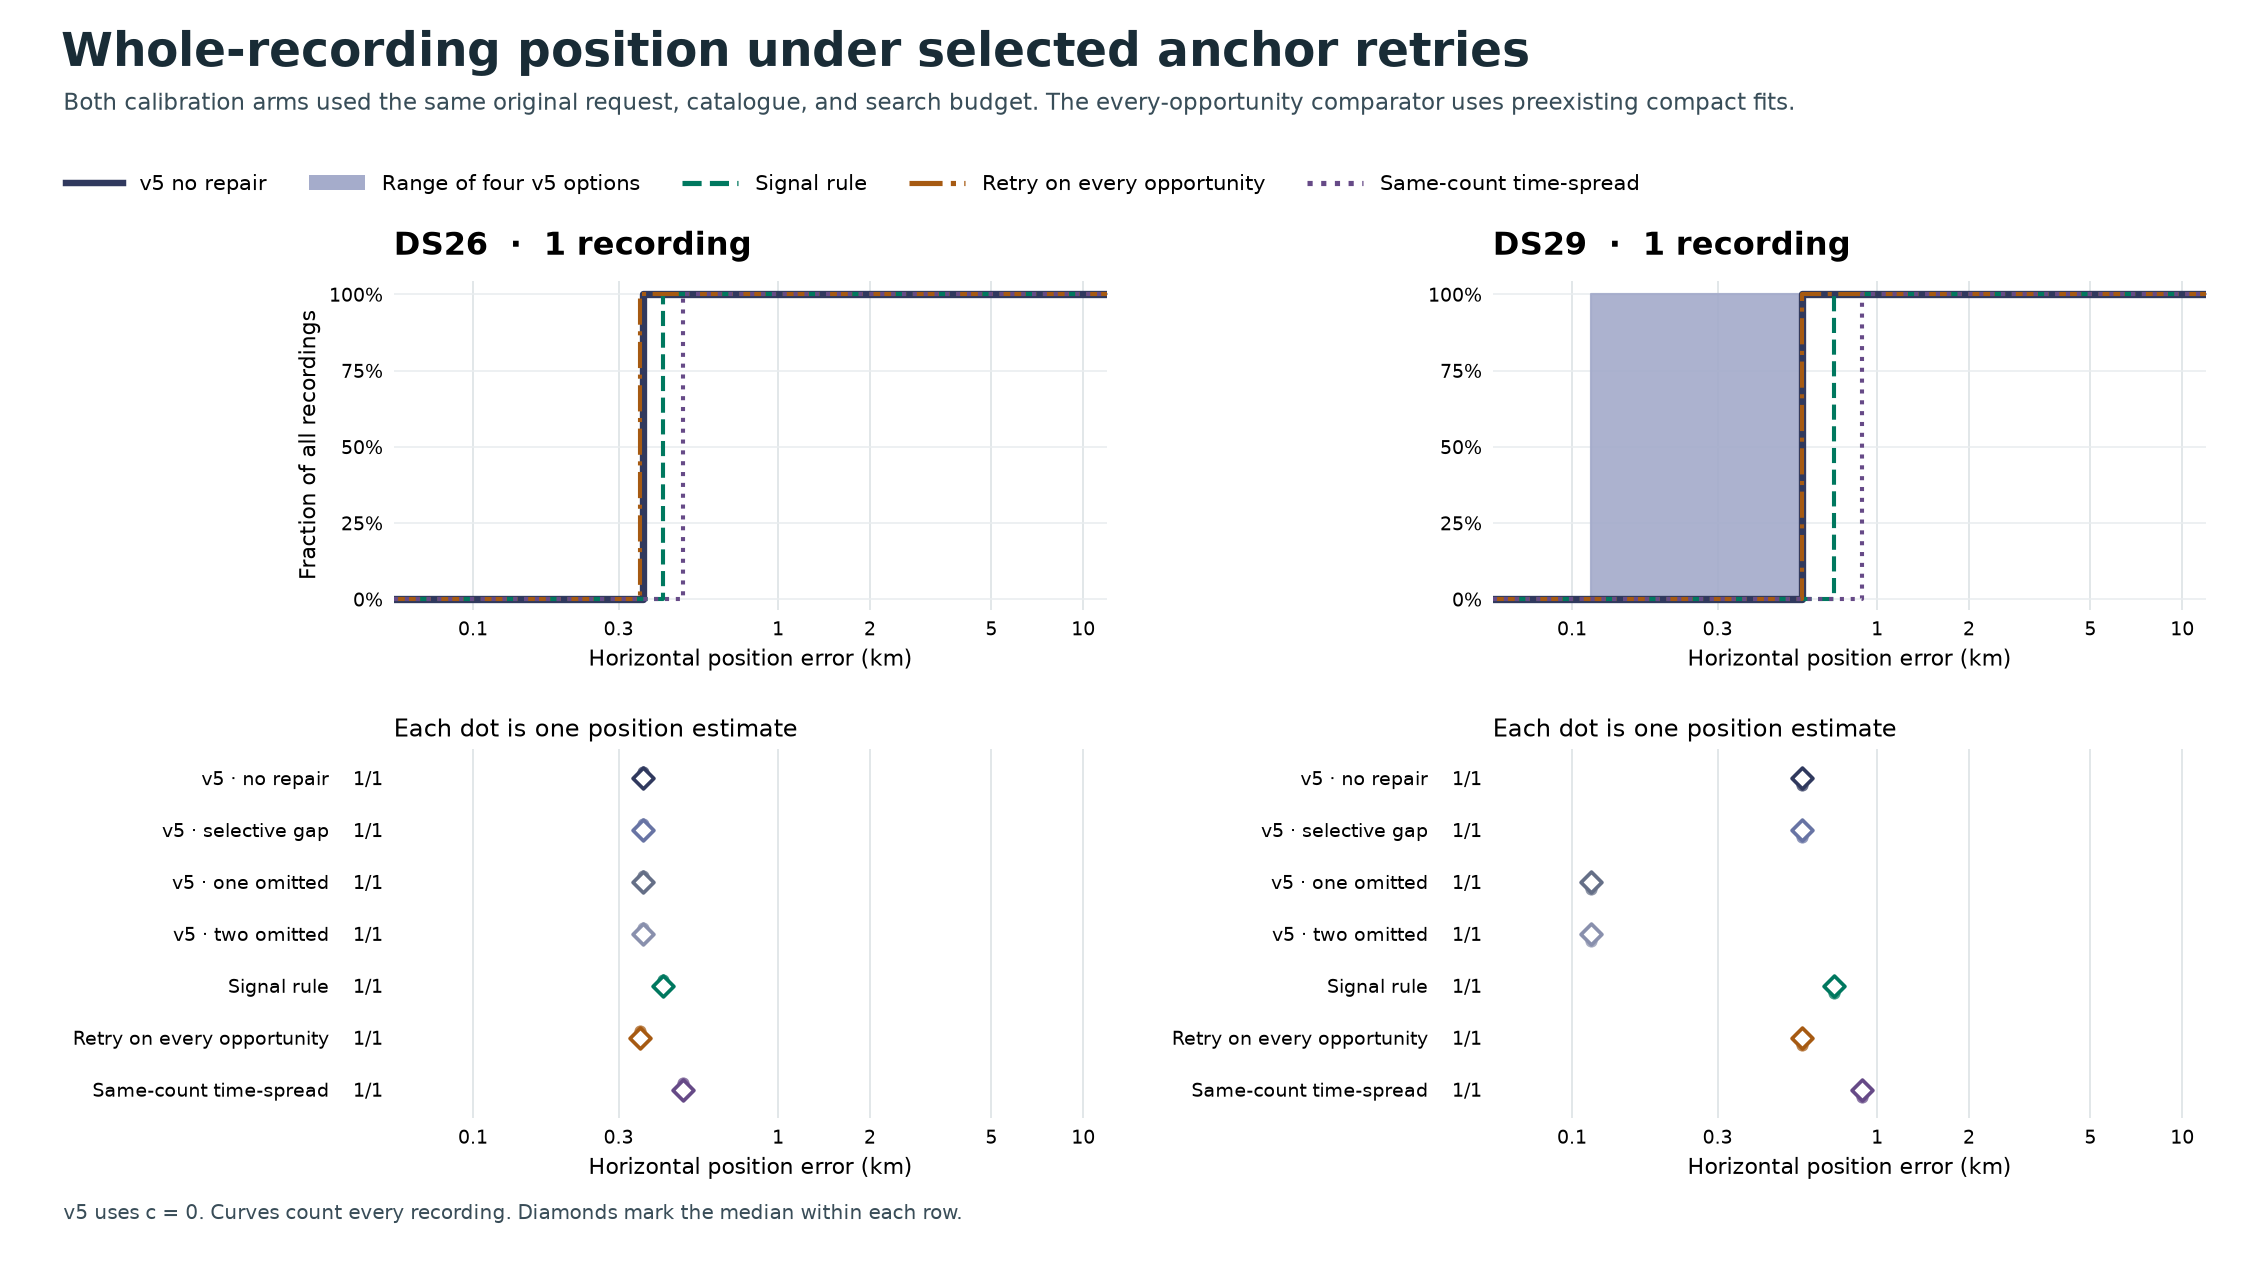 Whole-recording position under selected anchor retries
Both calibration arms used the same original request, catalogue, and search budget. The every-opportunity comparator uses preexisting compact fits.
v5 no repair
Range of four v5 options
Signal rule
Retry on every opportunity
Same-count time-spread
DS26 · 1 recording
Fraction of all recordings
100%
75%
50%
25%
0%
0.1 0.3 1 2 5 10
Horizontal position error (km)
DS29 · 1 recording
100%
75%
50%
25%
0%
0.1 0.3 1 2 5 10
Horizontal position error (km)
Each dot is one position estimate
v5 · no repair 1/1
v5 · selective gap 1/1
v5 · one omitted 1/1
v5 · two omitted 1/1
Signal rule 1/1
Retry on every opportunity 1/1
Same-count time-spread 1/1
0.1 0.3 1 2 5 10
Horizontal position error (km)
Each dot is one position estimate
v5 · no repair 1/1
v5 · selective gap 1/1
v5 · one omitted 1/1
v5 · two omitted 1/1
Signal rule 1/1
Retry on every opportunity 1/1
Same-count time-spread 1/1
0.1 0.3 1 2 5 10
Horizontal position error (km)
v5 uses c = 0. Curves count every recording. Diamonds mark the median within each row.